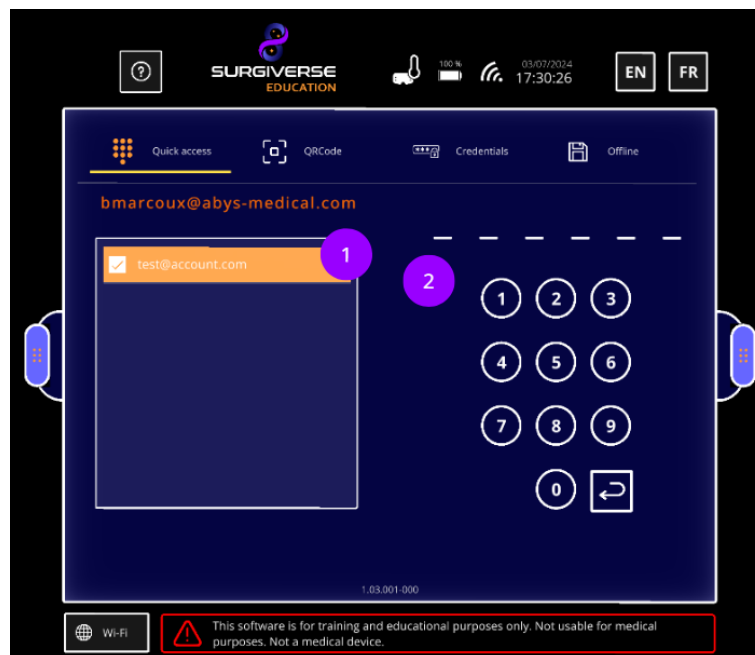 SURGIVERSE
EDUCATION
100 %
03/07/2024
17:30:26
EN
FR
Quick access
QRCode
Credentials
Offline
bmarcoux@abys-medical.com
test@account.com
1
2
1 2 3
4 5 6
7 8 9
0
1.03.001-000
Wi-Fi
This software is for training and educational purposes only. Not usable for medical
purposes. Not a medical device.